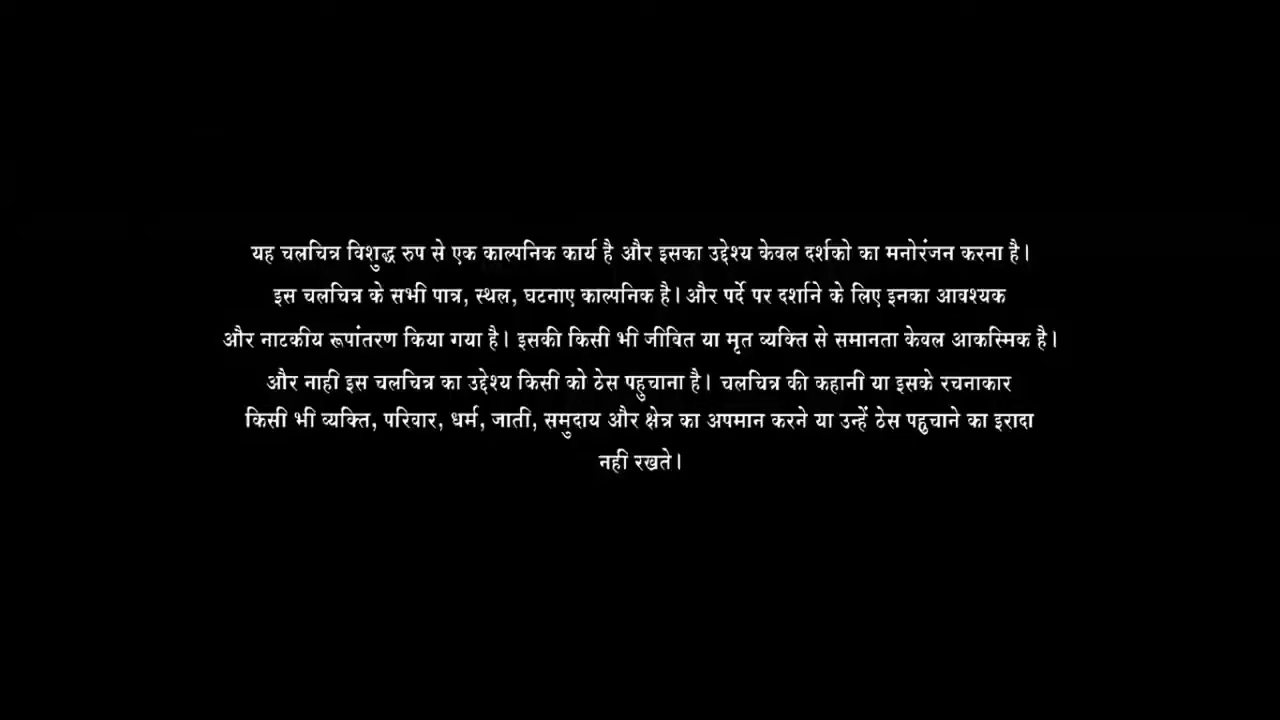 यह चलचित्र विशुद्ध रुप से एक काल्पनिक कार्य है और इसका उद्देश्य केवल दर्शको का मनोरंजन करना है।
इस चलचित्र के सभी पात्र, स्थल, घटनाए काल्पनिक है। और पर्दे पर दर्शाने के लिए इनका आवश्यक
और नाटकीय रूपांतरण किया गया है। इसकी किसी भी जीवित या मृत व्यक्ति से समानता केवल आकस्मिक है।
और नाही इस चलचित्र का उद्देश्य किसी को ठेस पहुचाना है। चलचित्र की कहानी या इसके रचनाकार
किसी भी व्यक्ति, परिवार, धर्म, जाती, समुदाय और क्षेत्र का अपमान करने या उन्हें ठेस पहुचाने का इरादा
नही रखते।